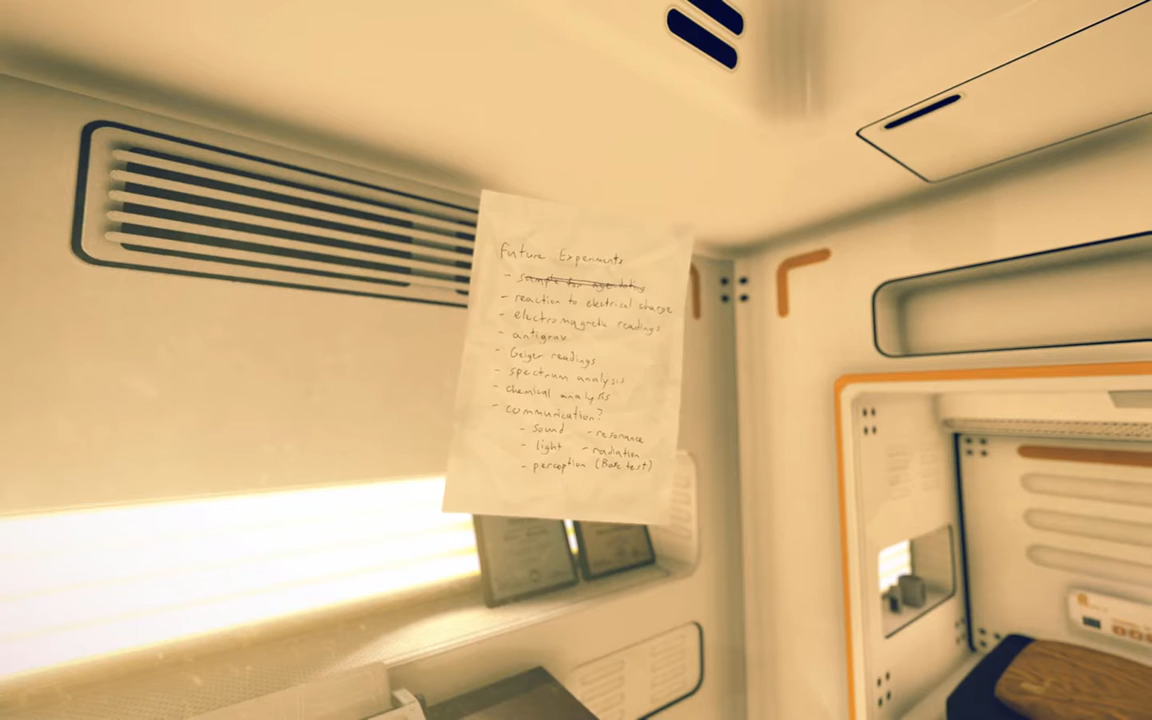 Future Experiments
- sample for age dating
- reaction to electrical charge
- electromagnetic readings
- antigrav
- Geiger readings
- spectrum analysis
- chemical analysis
- communication?
- sound - resonance
- light - radiation
- perception (Bate test)